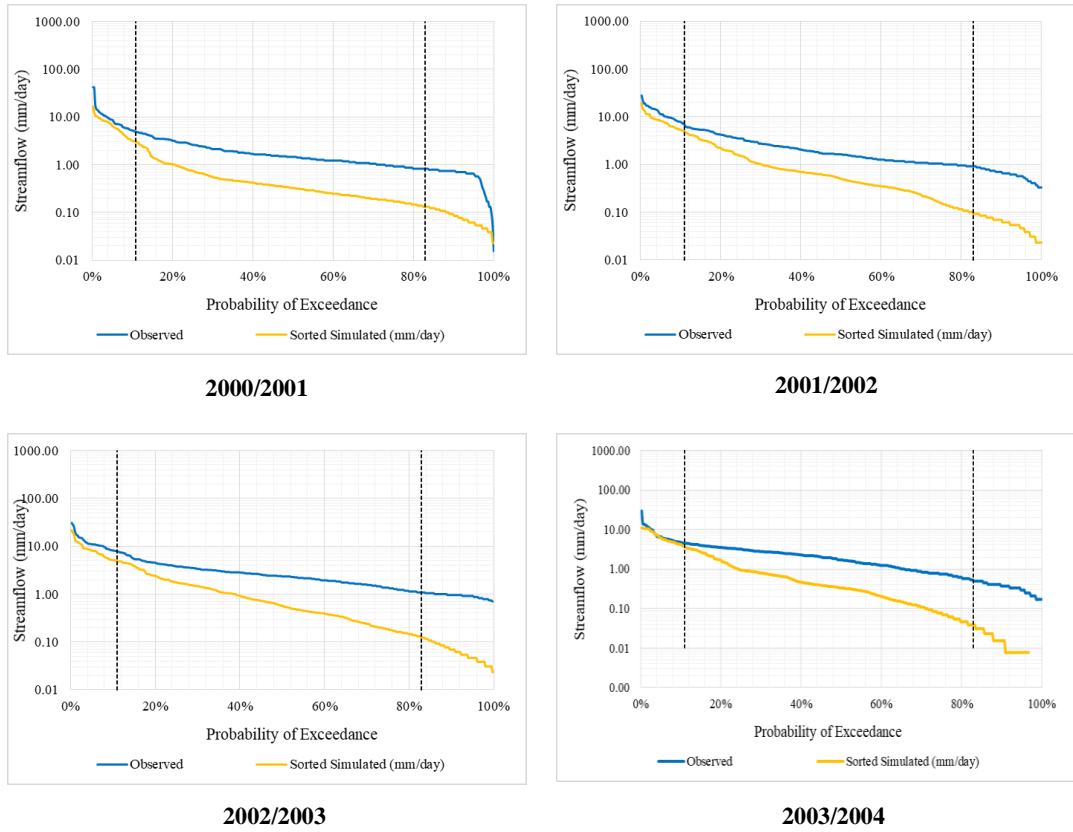 1000.00
100.00
10.00
1.00
0.10
0.01
Streamflow (mm/day)
0% 20% 40% 60% 80% 100%
Probability of Exceedance
Observed Sorted Simulated (mm/day)
2000/2001
1000.00
100.00
10.00
1.00
0.10
0.01
Streamflow (mm/day)
0% 20% 40% 60% 80% 100%
Probability of Exceedance
Observed Sorted Simulated (mm/day)
2001/2002
1000.00
100.00
10.00
1.00
0.10
0.01
Streamflow (mm/day)
0% 20% 40% 60% 80% 100%
Probability of Exceedance
Observed Sorted Simulated (mm/day)
2002/2003
1000.00
100.00
10.00
1.00
0.10
0.01
0.00
Streamflow (mm/day)
0% 20% 40% 60% 80% 100%
Probability of Exceedance
Observed Sorted Simulated (mm/day)
2003/2004